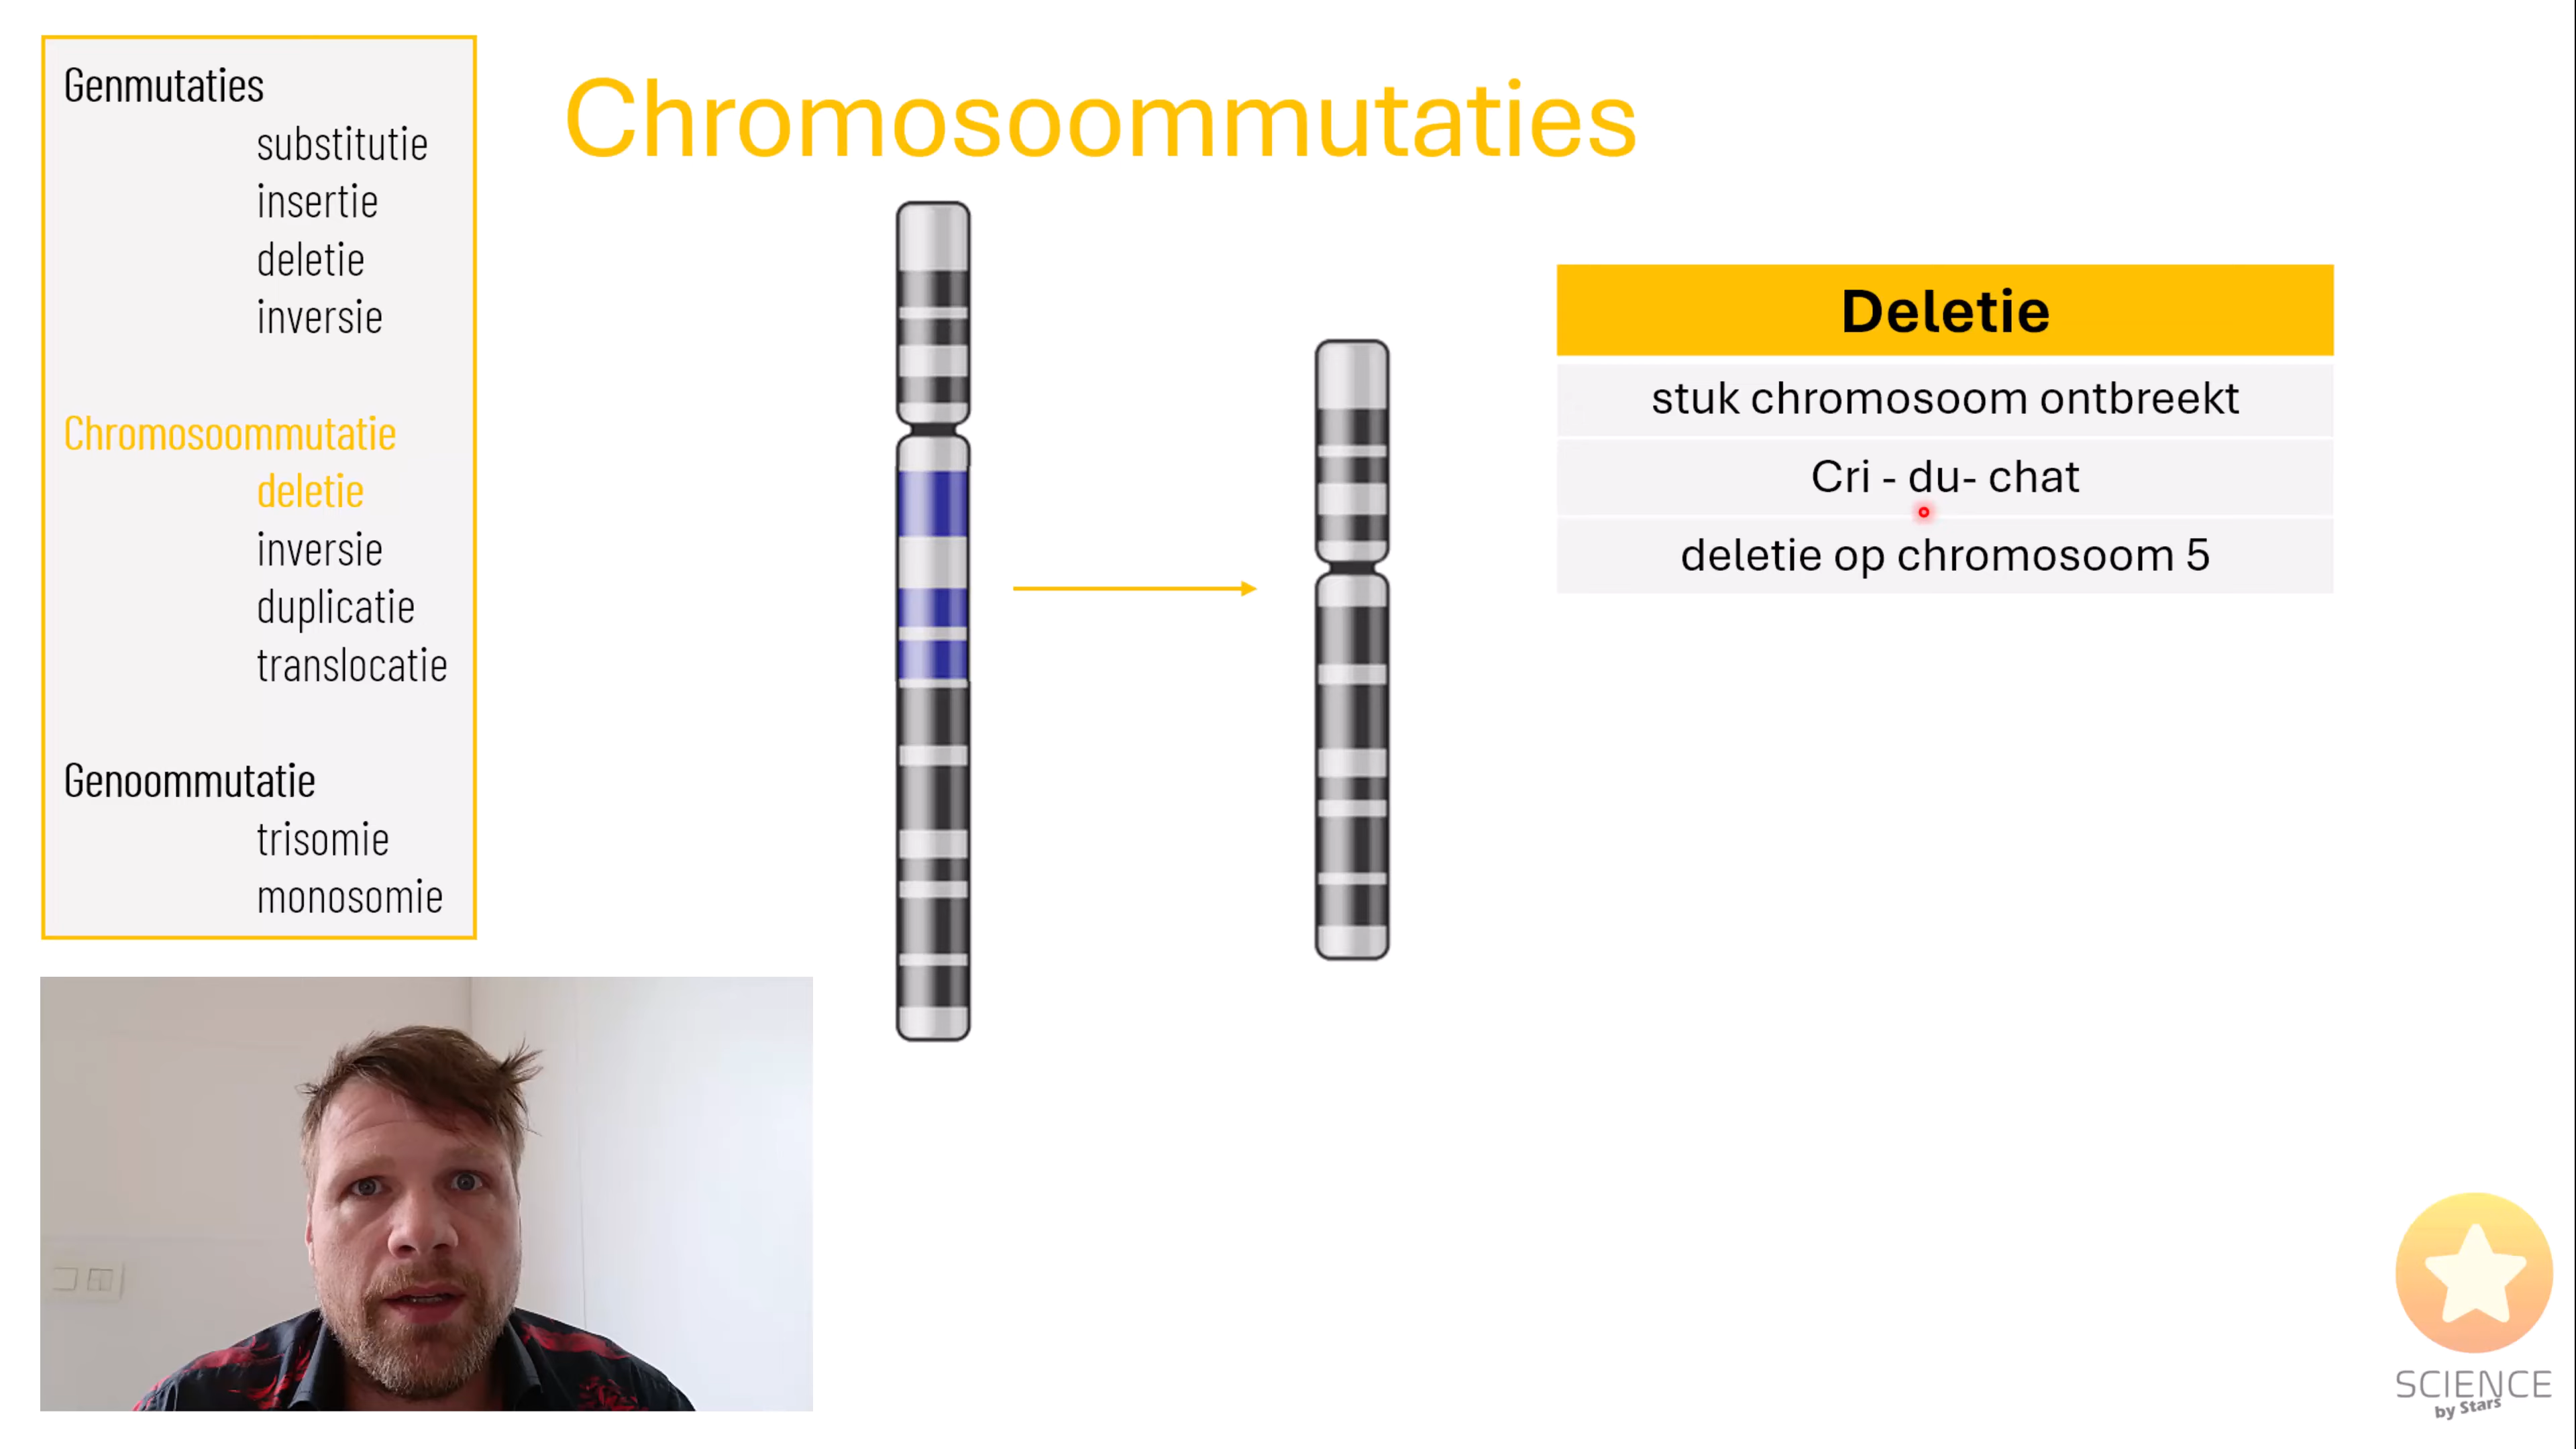 Genmutaties
substitutie
insertie
deletie
inversie
Chromosoommutatie
deletie
inversie
duplicatie
translocatie
Genoommutatie
trisomie
monosomie
Chromosoommutaties
Deletie
stuk chromosoom ontbreekt
Cri - du- chat
deletie op chromosoom 5
SCIENCE
by Stars